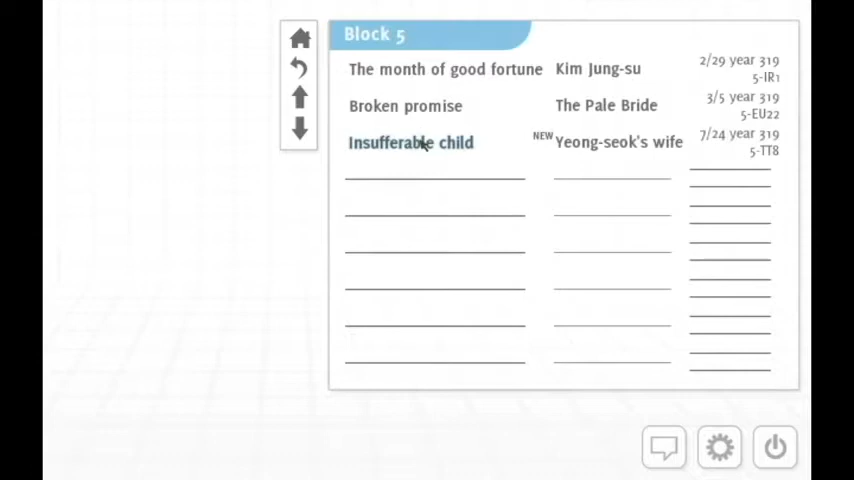 Block 5
The month of good fortune Kim Jung-su 2/29 year 319
5-IR1
Broken promise The Pale Bride 3/5 year 319
5-EU22
Insufferable child NEW Yeong-seok's wife 7/24 year 319
5-TT8